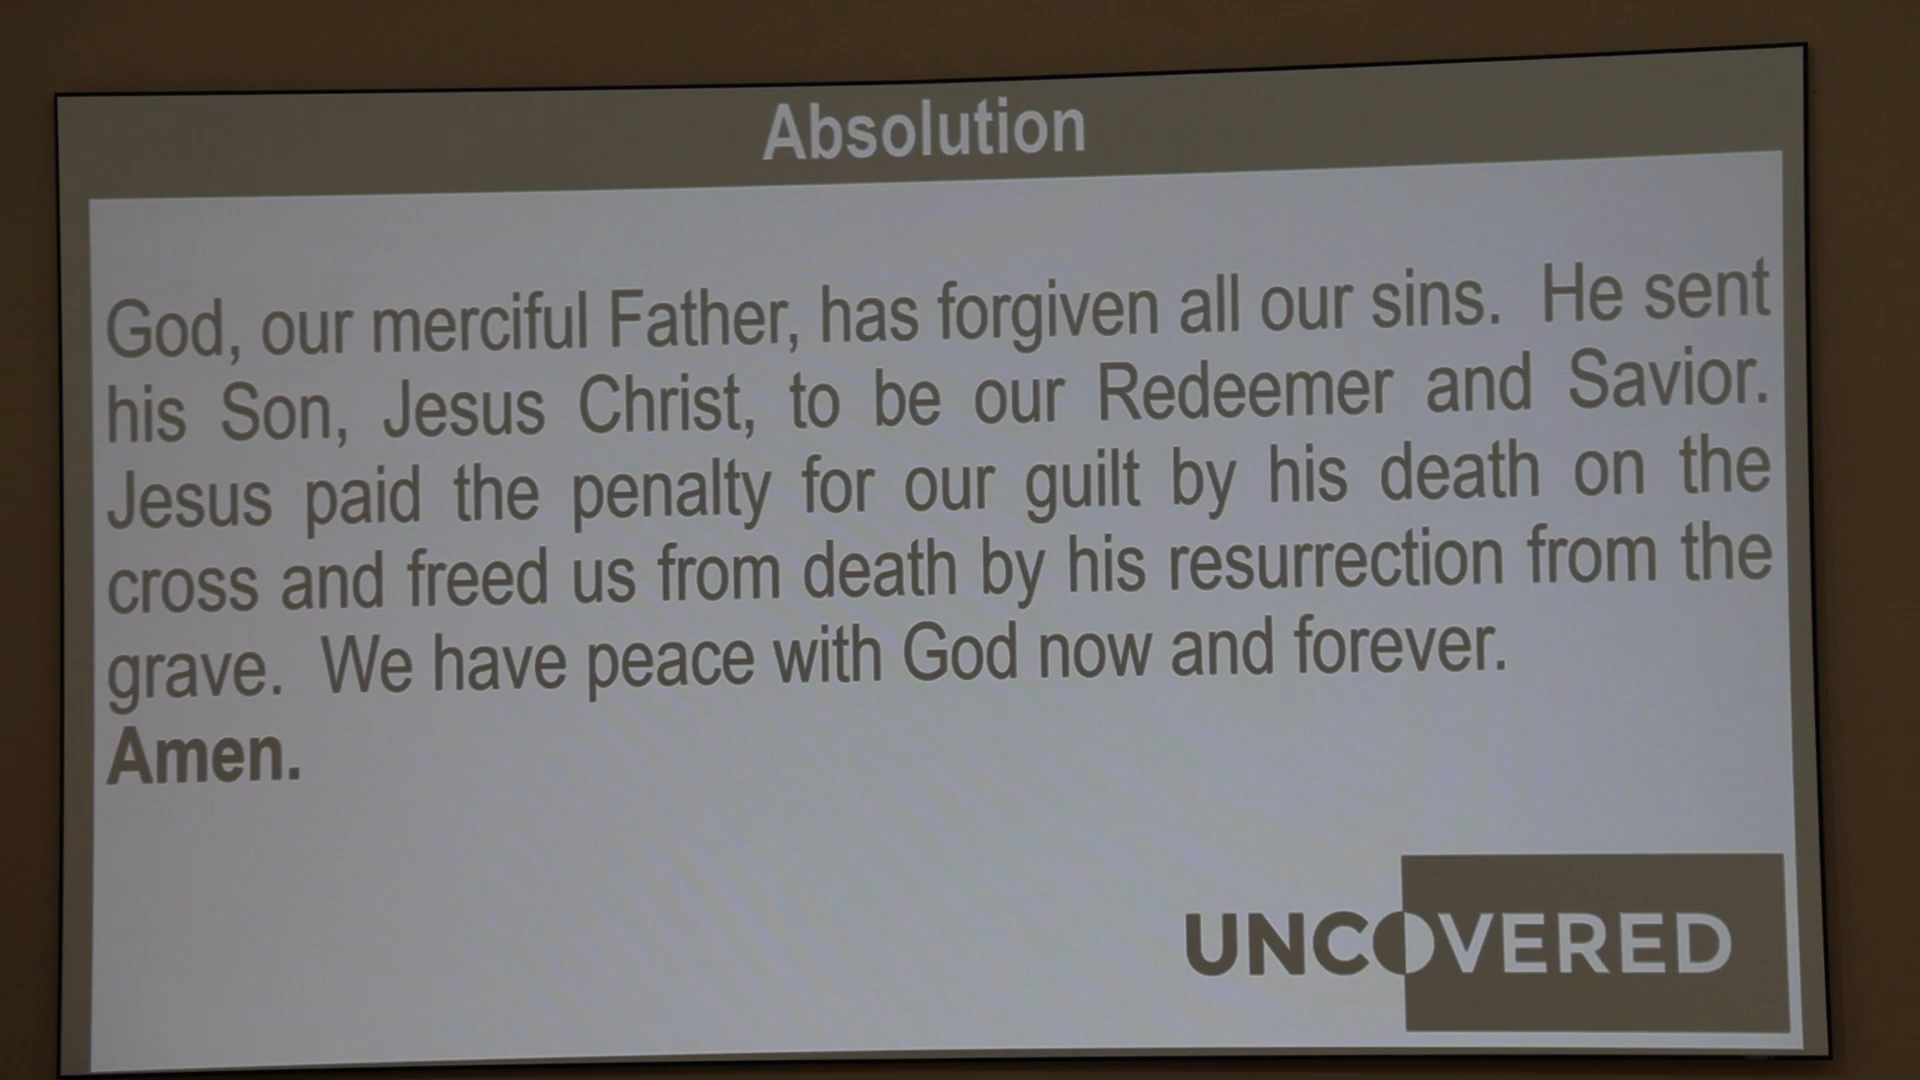 Absolution
God, our merciful Father, has forgiven all our sins. He sent
his Son, Jesus Christ, to be our Redeemer and Savior.
Jesus paid the penalty for our guilt by his death on the
cross and freed us from death by his resurrection from the
grave. We have peace with God now and forever.
Amen.
UNCOVERED